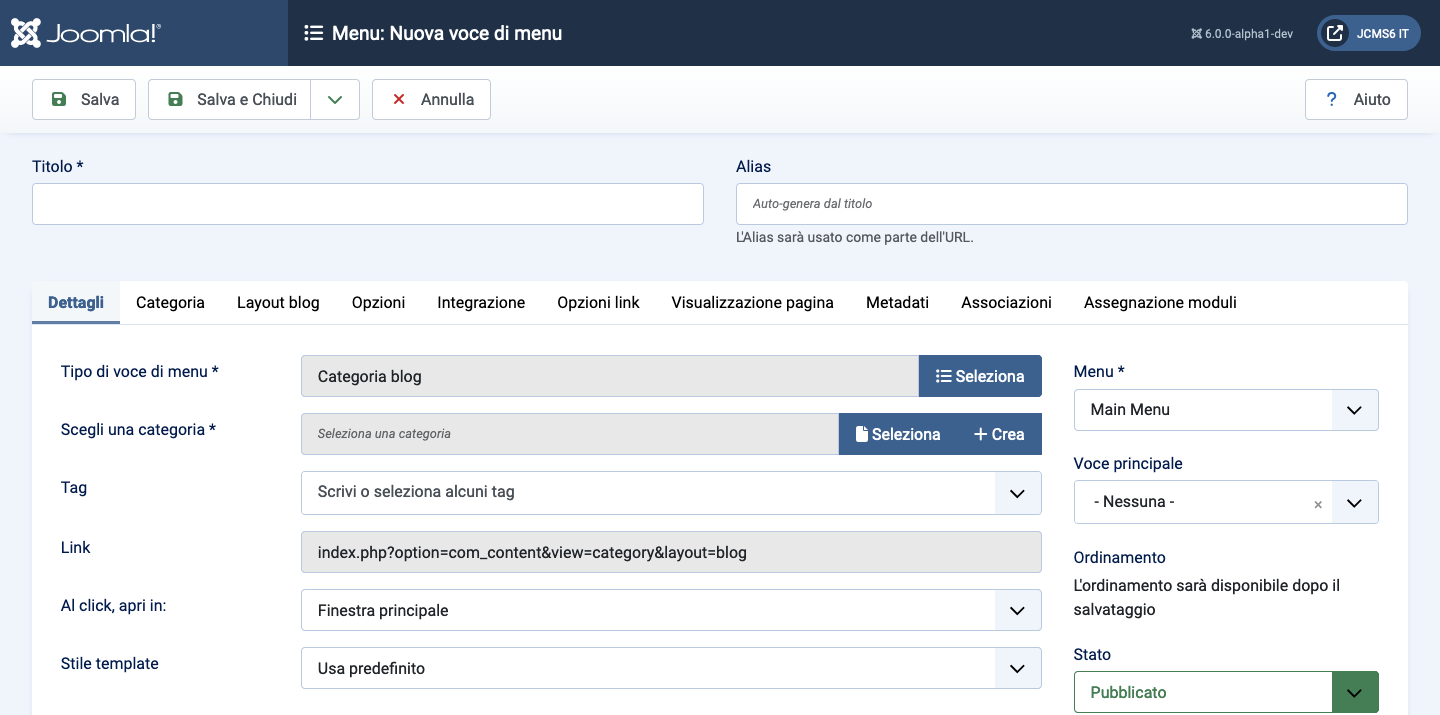 Joomla!®
Menu: Nuova voce di menu
6.0.0-alpha1-dev
JCMS6 IT
Salva
Salva e Chiudi
Annulla
? Aiuto
Titolo *
Alias
Auto-genera dal titolo
L'Alias sarà usato come parte dell'URL.
Dettagli Categoria Layout blog Opzioni Integrazione Opzioni link Visualizzazione pagina Metadati Associazioni Assegnazione moduli
Tipo di voce di menu *
Categoria blog
Seleziona
Scegli una categoria *
Seleziona una categoria
Seleziona
+ Crea
Tag
Scrivi o seleziona alcuni tag
Link
index.php?option=com_content&view=category&layout=blog
Al click, apri in:
Finestra principale
Stile template
Usa predefinito
Menu *
Main Menu
Voce principale
- Nessuna -
×
Ordinamento
L'ordinamento sarà disponibile dopo il
salvataggio
Stato
Pubblicato